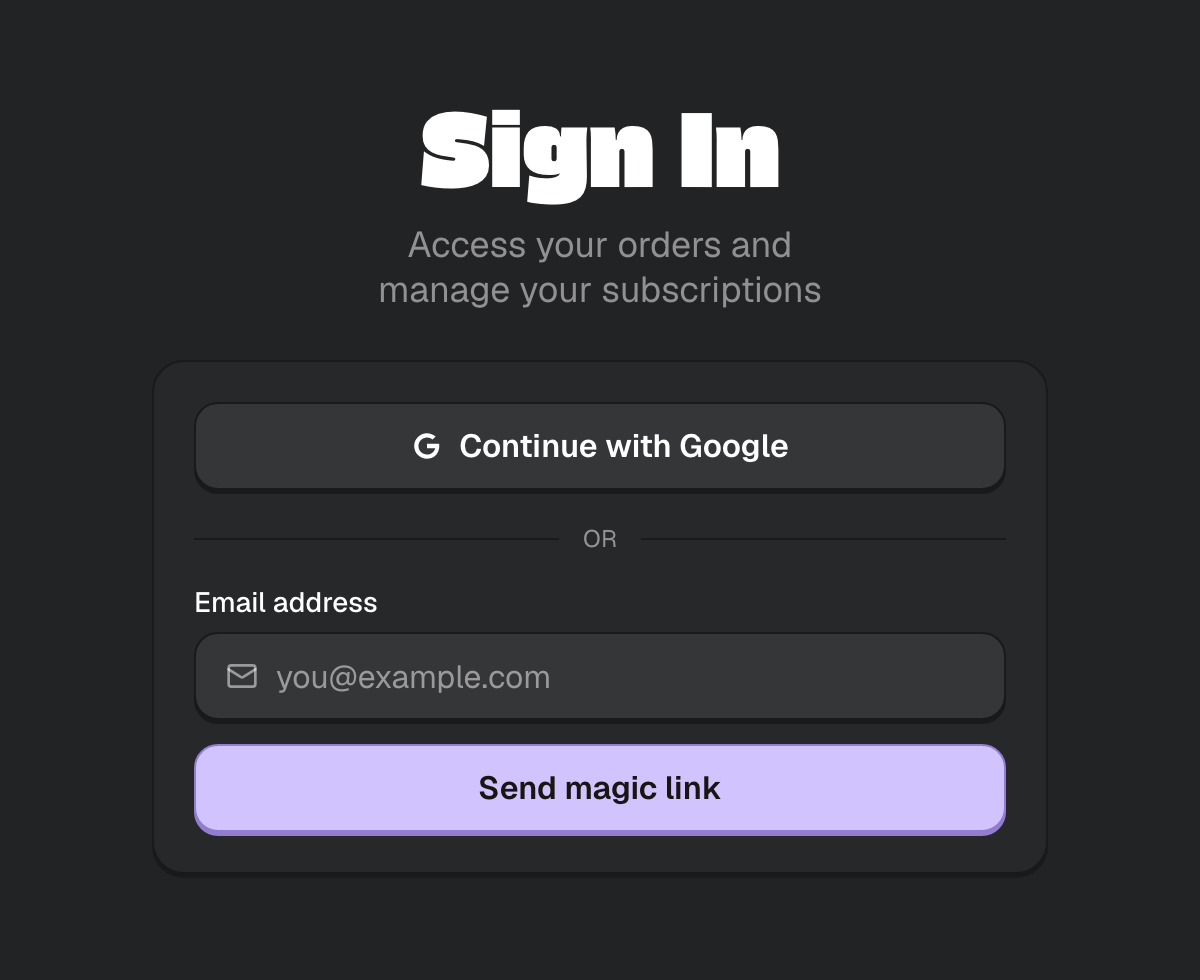 Sign In
Access your orders and
manage your subscriptions
Continue with Google
OR
Email address
you@example.com
Send magic link